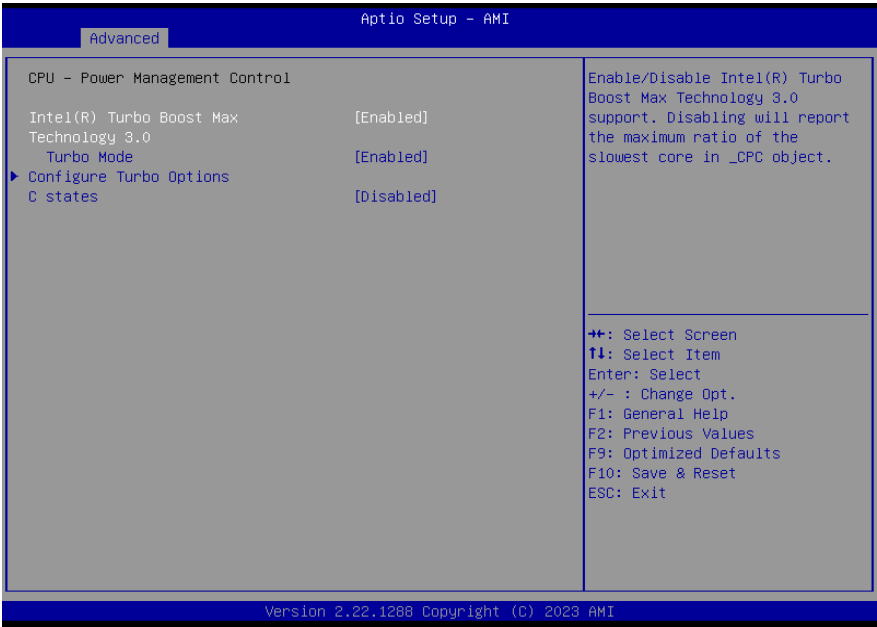 Aptio Setup – AMI
Advanced
CPU – Power Management Control
Intel(R) Turbo Boost Max [Enabled]
Technology 3.0
Turbo Mode [Enabled]
Configure Turbo Options
C states [Disabled]
Enable/Disable Intel(R) Turbo
Boost Max Technology 3.0
support. Disabling will report
the maximum ratio of the
slowest core in _CPC object.
→←: Select Screen
↑↓: Select Item
Enter: Select
+/– : Change Opt.
F1: General Help
F2: Previous Values
F9: Optimized Defaults
F10: Save & Reset
ESC: Exit
Version 2.22.1288 Copyright (C) 2023 AMI